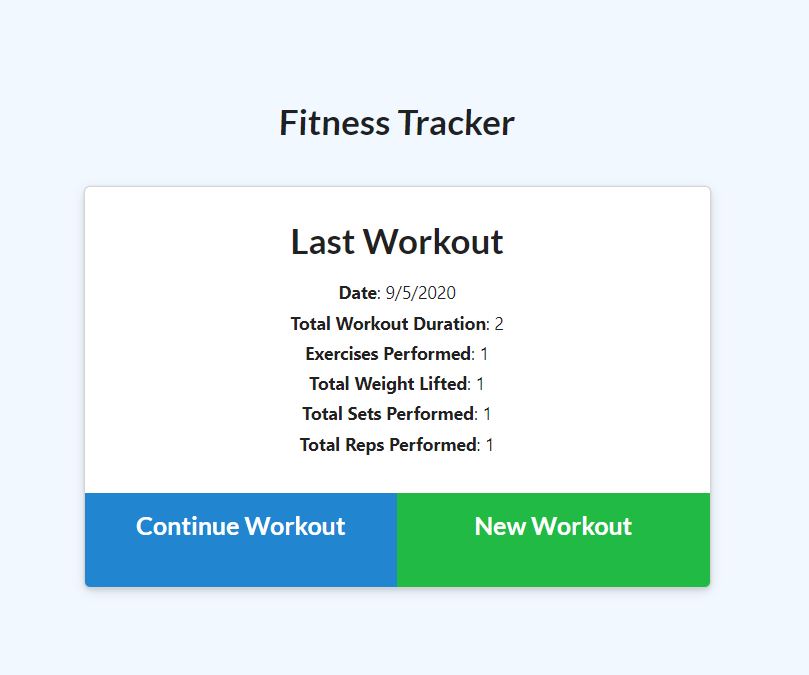 Fitness Tracker
Last Workout
Date: 9/5/2020
Total Workout Duration: 2
Exercises Performed: 1
Total Weight Lifted: 1
Total Sets Performed: 1
Total Reps Performed: 1
Continue Workout
New Workout